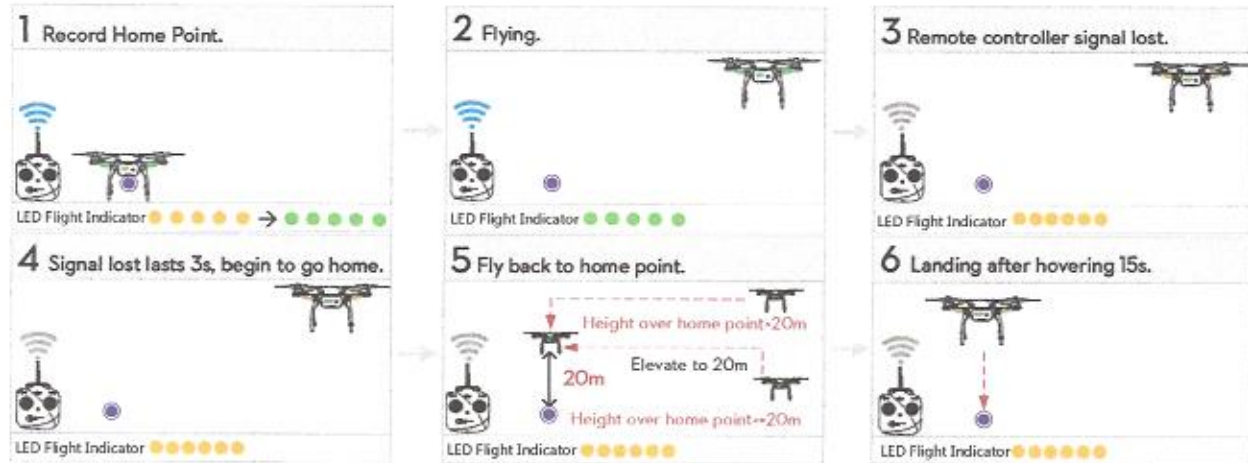 1 Record Home Point.
LED Flight Indicator
2 Flying.
LED Flight Indicator
3 Remote controller signal lost.
LED Flight Indicator
4 Signal lost lasts 3s, begin to go home.
LED Flight Indicator
5 Fly back to home point.
Height over home point>20m
Elevate to 20m
20m
Height over home point<=20m
LED Flight Indicator
6 Landing after hovering 15s.
LED Flight Indicator